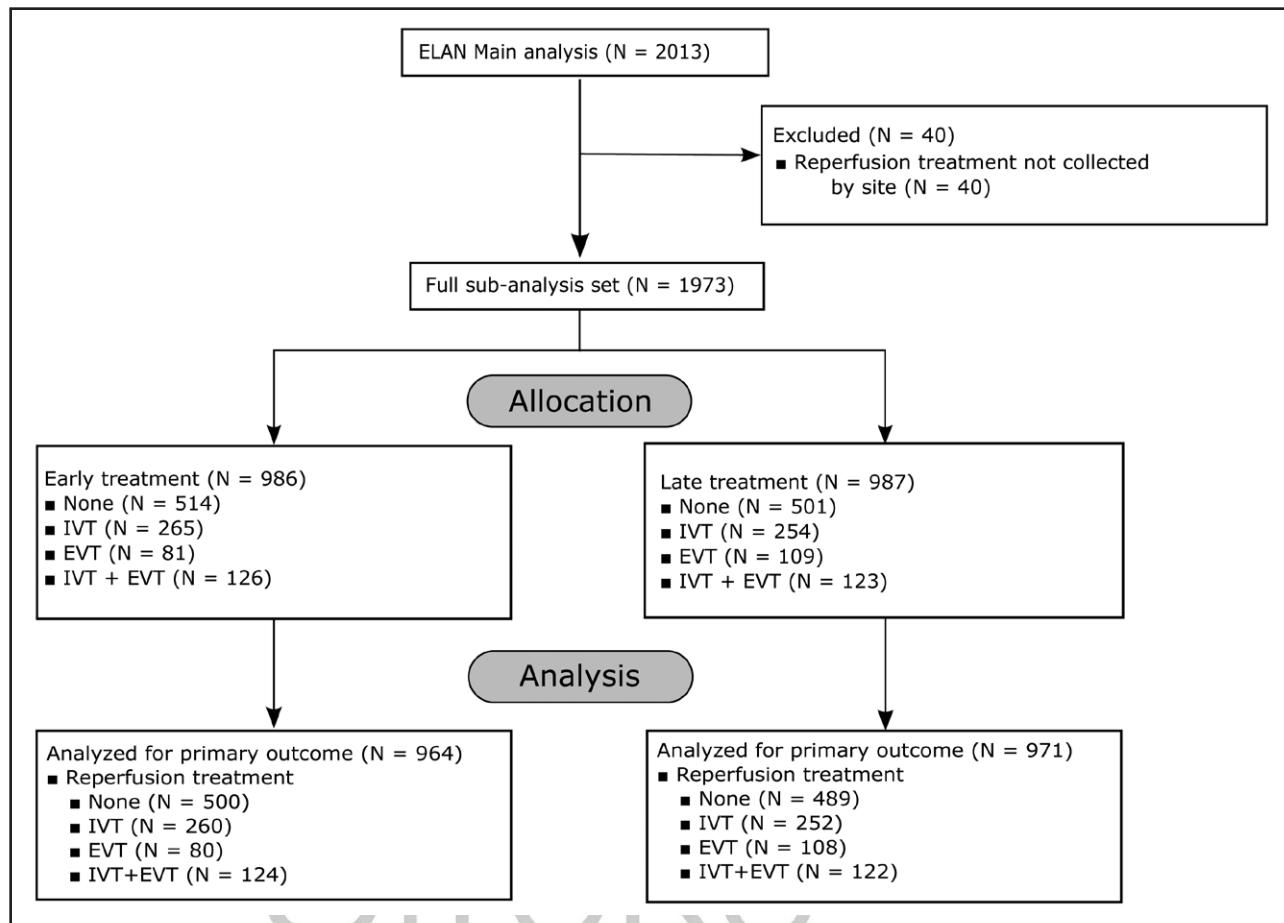 ELAN Main analysis (N = 2013)
Excluded (N = 40)
▪ Reperfusion treatment not collected
by site (N = 40)
Full sub-analysis set (N = 1973)
Allocation
Early treatment (N = 986)
▪ None (N = 514)
▪ IVT (N = 265)
▪ EVT (N = 81)
▪ IVT + EVT (N = 126)
Late treatment (N = 987)
▪ None (N = 501)
▪ IVT (N = 254)
▪ EVT (N = 109)
▪ IVT + EVT (N = 123)
Analysis
Analyzed for primary outcome (N = 964)
▪ Reperfusion treatment
▪ None (N = 500)
▪ IVT (N = 260)
▪ EVT (N = 80)
▪ IVT+EVT (N = 124)
Analyzed for primary outcome (N = 971)
▪ Reperfusion treatment
▪ None (N = 489)
▪ IVT (N = 252)
▪ EVT (N = 108)
▪ IVT+EVT (N = 122)